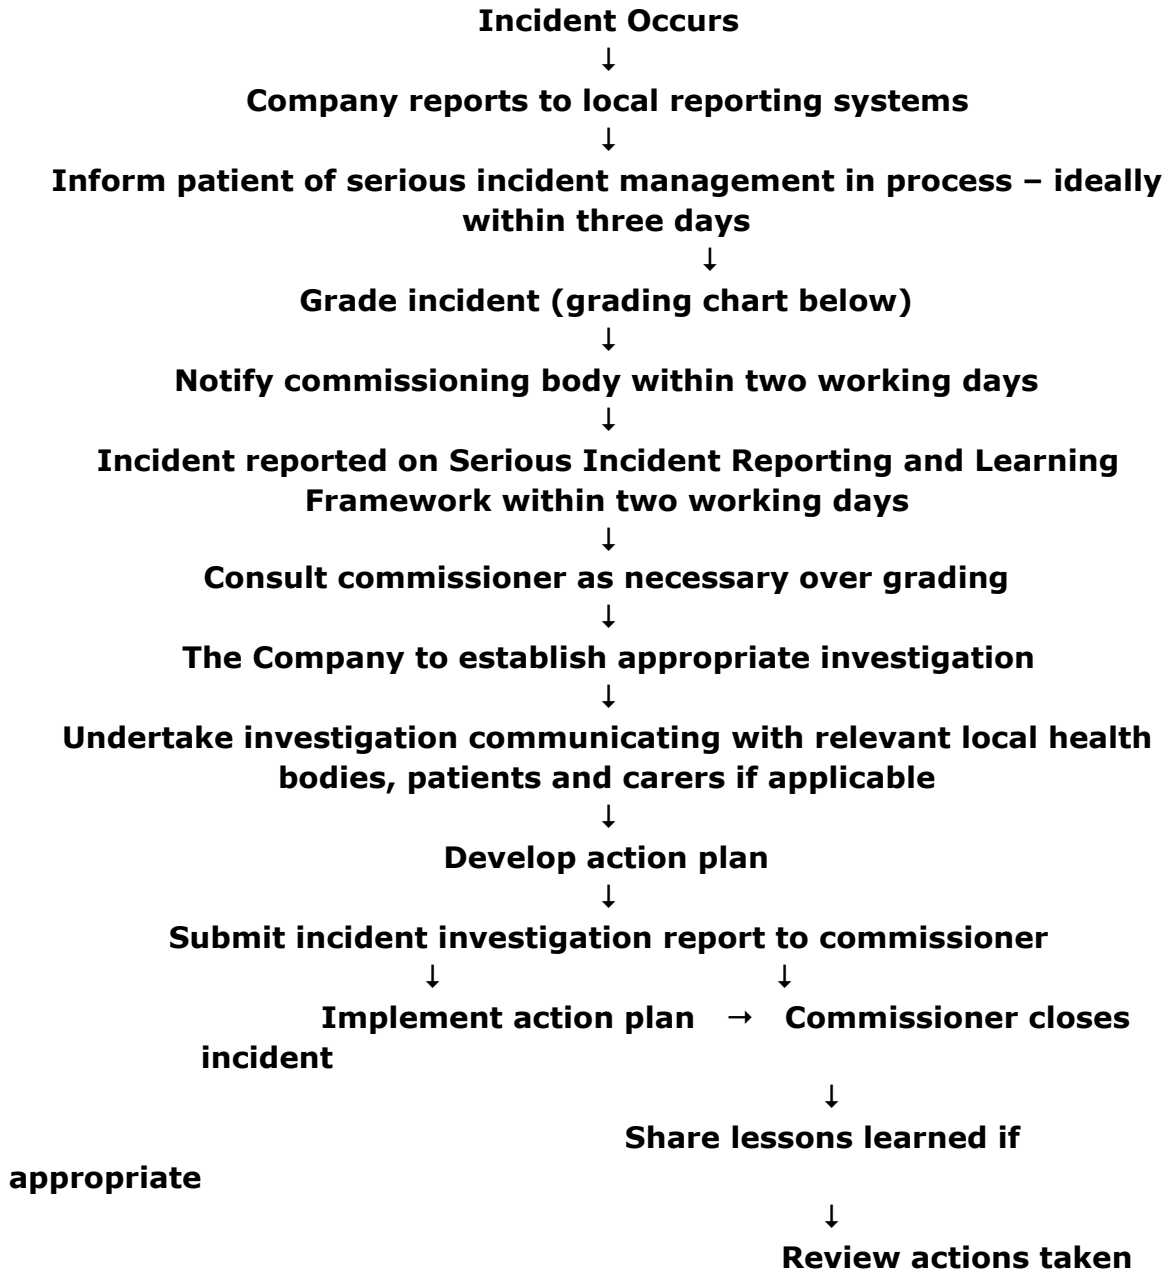 Incident Occurs
↓
Company reports to local reporting systems
↓
Inform patient of serious incident management in process – ideally
within three days
↓
Grade incident (grading chart below)
↓
Notify commissioning body within two working days
↓
Incident reported on Serious Incident Reporting and Learning
Framework within two working days
↓
Consult commissioner as necessary over grading
↓
The Company to establish appropriate investigation
↓
Undertake investigation communicating with relevant local health
bodies, patients and carers if applicable
↓
Develop action plan
↓
Submit incident investigation report to commissioner
↓ ↓
Implement action plan → Commissioner closes
incident
↓
Share lessons learned if
appropriate
↓
Review actions taken